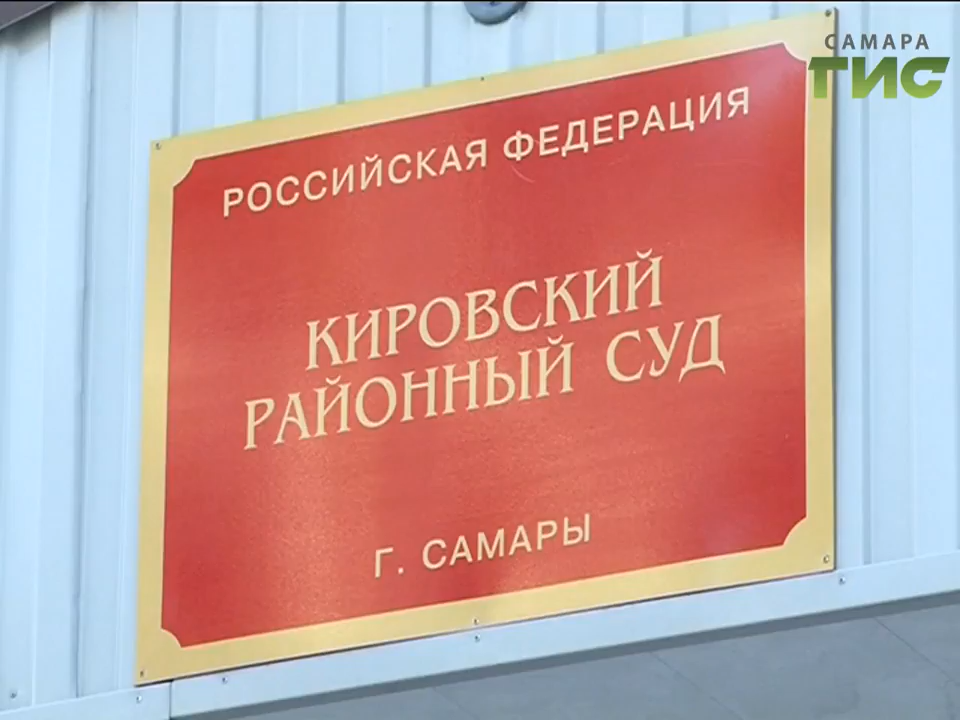 САМАРА
ГИС
РОССИЙСКАЯ ФЕДЕРАЦИЯ
КИРОВСКИЙ
РАЙОННЫЙ СУД
Г. САМАРЫ